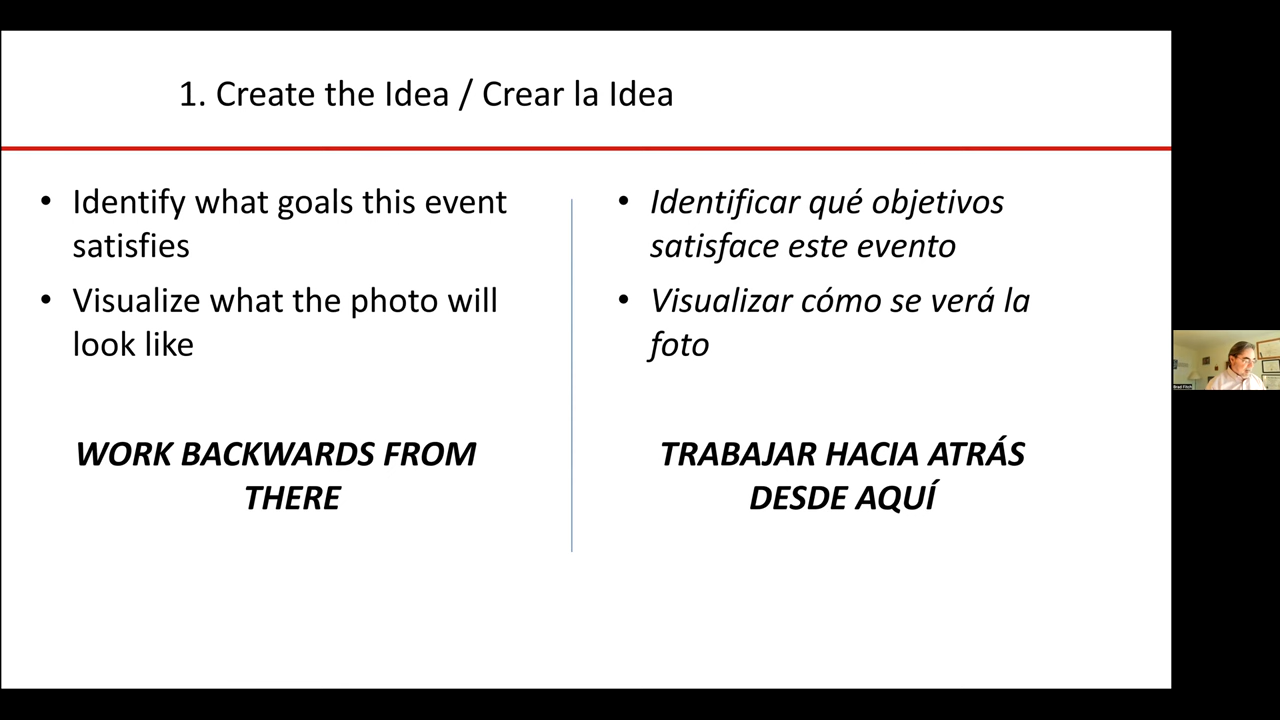 1. Create the Idea / Crear la Idea
• Identify what goals this event
satisfies
• Visualize what the photo will
look like
WORK BACKWARDS FROM
THERE
• Identificar qué objetivos
satisface este evento
• Visualizar cómo se verá la
foto
TRABAJAR HACIA ATRÁS
DESDE AQUÍ
Brad Fitch